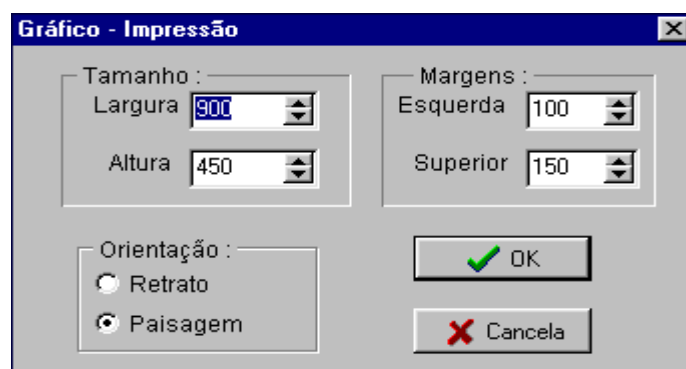 Gráfico - Impressão
Tamanho :
Largura 900
Altura 450
Margens :
Esquerda 100
Superior 150
Orientação :
Retrato
Paisagem
OK
Cancela